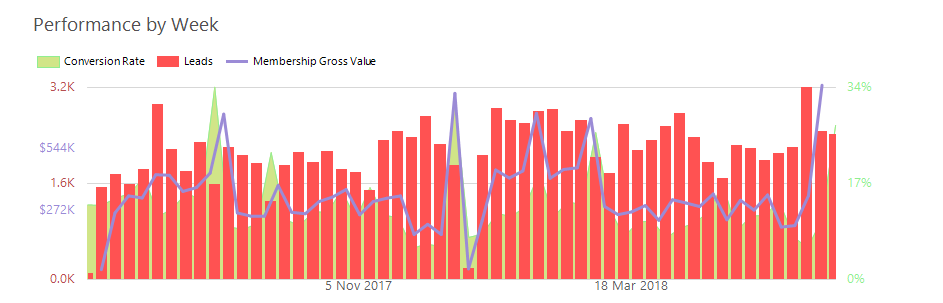 Performance by Week
Conversion Rate Leads Membership Gross Value
3.2K 34%
$544K
1.6K 17%
$272K
0.0K 0%
5 Nov 2017 18 Mar 2018